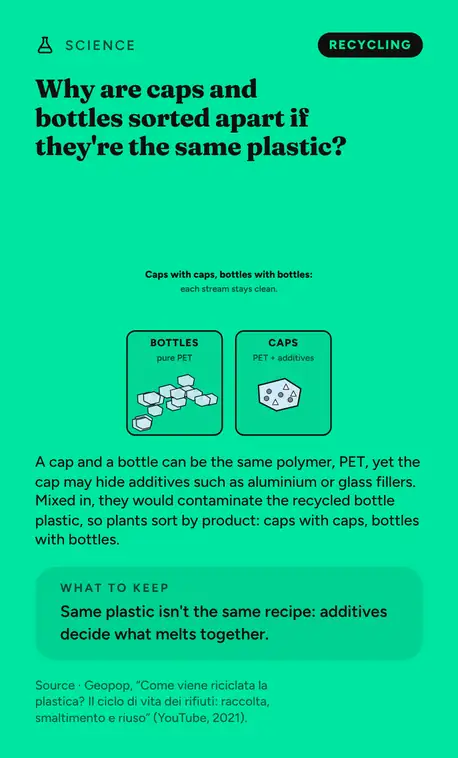 SCIENCE
RECYCLING
Why are caps and
bottles sorted apart if
they're the same plastic?
Caps with caps, bottles with bottles:
each stream stays clean.
BOTTLES
pure PET
CAPS
PET + additives
A cap and a bottle can be the same polymer, PET, yet the
cap may hide additives such as aluminium or glass fillers.
Mixed in, they would contaminate the recycled bottle
plastic, so plants sort by product: caps with caps, bottles
with bottles.
WHAT TO KEEP
Same plastic isn't the same recipe: additives
decide what melts together.
Source · Geopop, “Come viene riciclata la
plastica? Il ciclo di vita dei rifiuti: raccolta,
smaltimento e riuso” (YouTube, 2021).